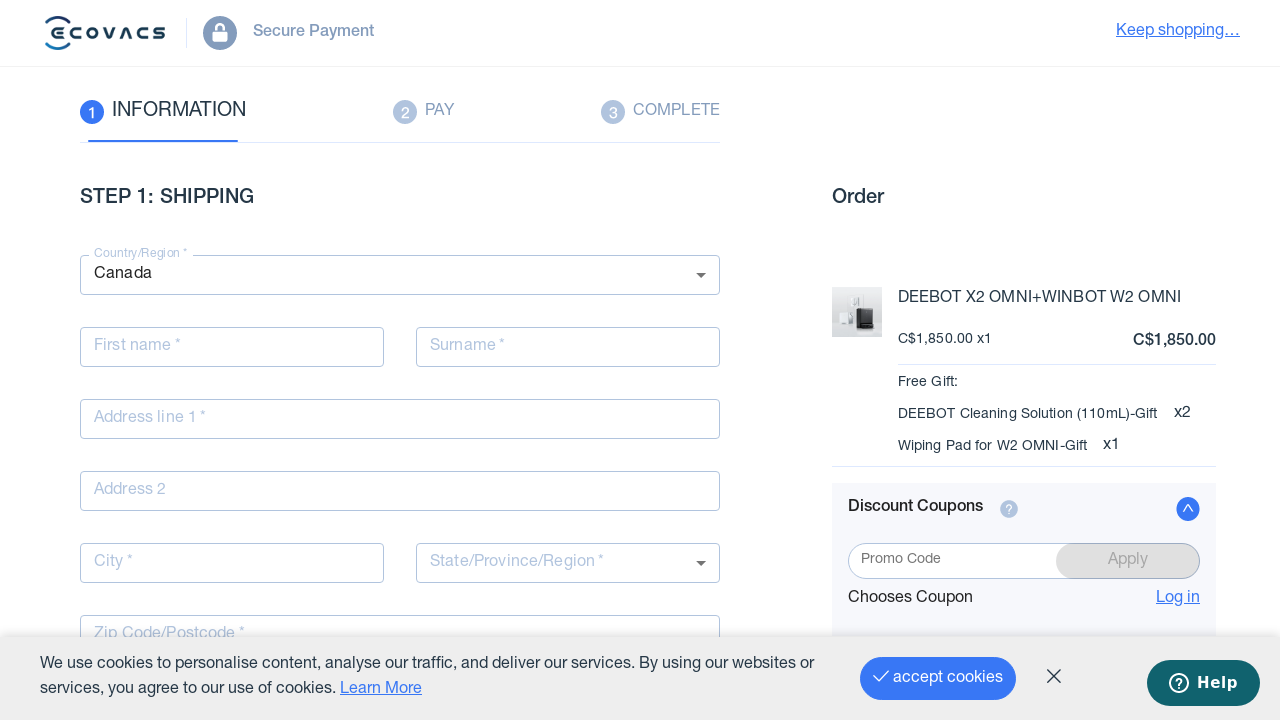 ECOVACS
Secure Payment
Keep shopping…
1 INFORMATION
2 PAY
3 COMPLETE
STEP 1: SHIPPING
Order
Country/Region *
Canada
First name *
Surname *
Address line 1 *
Address 2
City *
State/Province/Region *
Zip Code/Postcode *
DEEBOT X2 OMNI+WINBOT W2 OMNI
C$1,850.00 x1
C$1,850.00
Free Gift:
DEEBOT Cleaning Solution (110mL)-Gift x2
Wiping Pad for W2 OMNI-Gift x1
Discount Coupons ?
Promo Code
Apply
Chooses Coupon
Log in
We use cookies to personalise content, analyse our traffic, and deliver our services. By using our websites or
services, you agree to our use of cookies. Learn More
accept cookies
Help